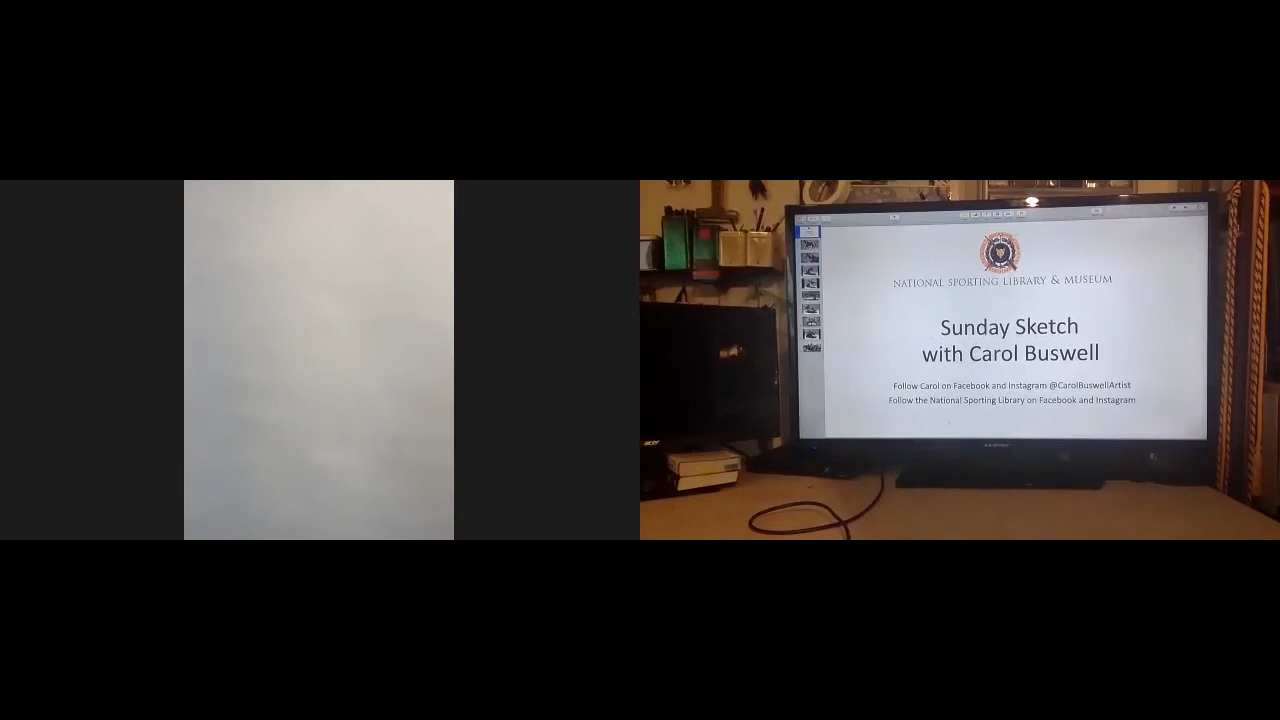 NATIONAL SPORTING LIBRARY & MUSEUM
Sunday Sketch
with Carol Buswell
Follow Carol on Facebook and Instagram @CarolBuswellArtist
Follow the National Sporting Library on Facebook and Instagram
acer